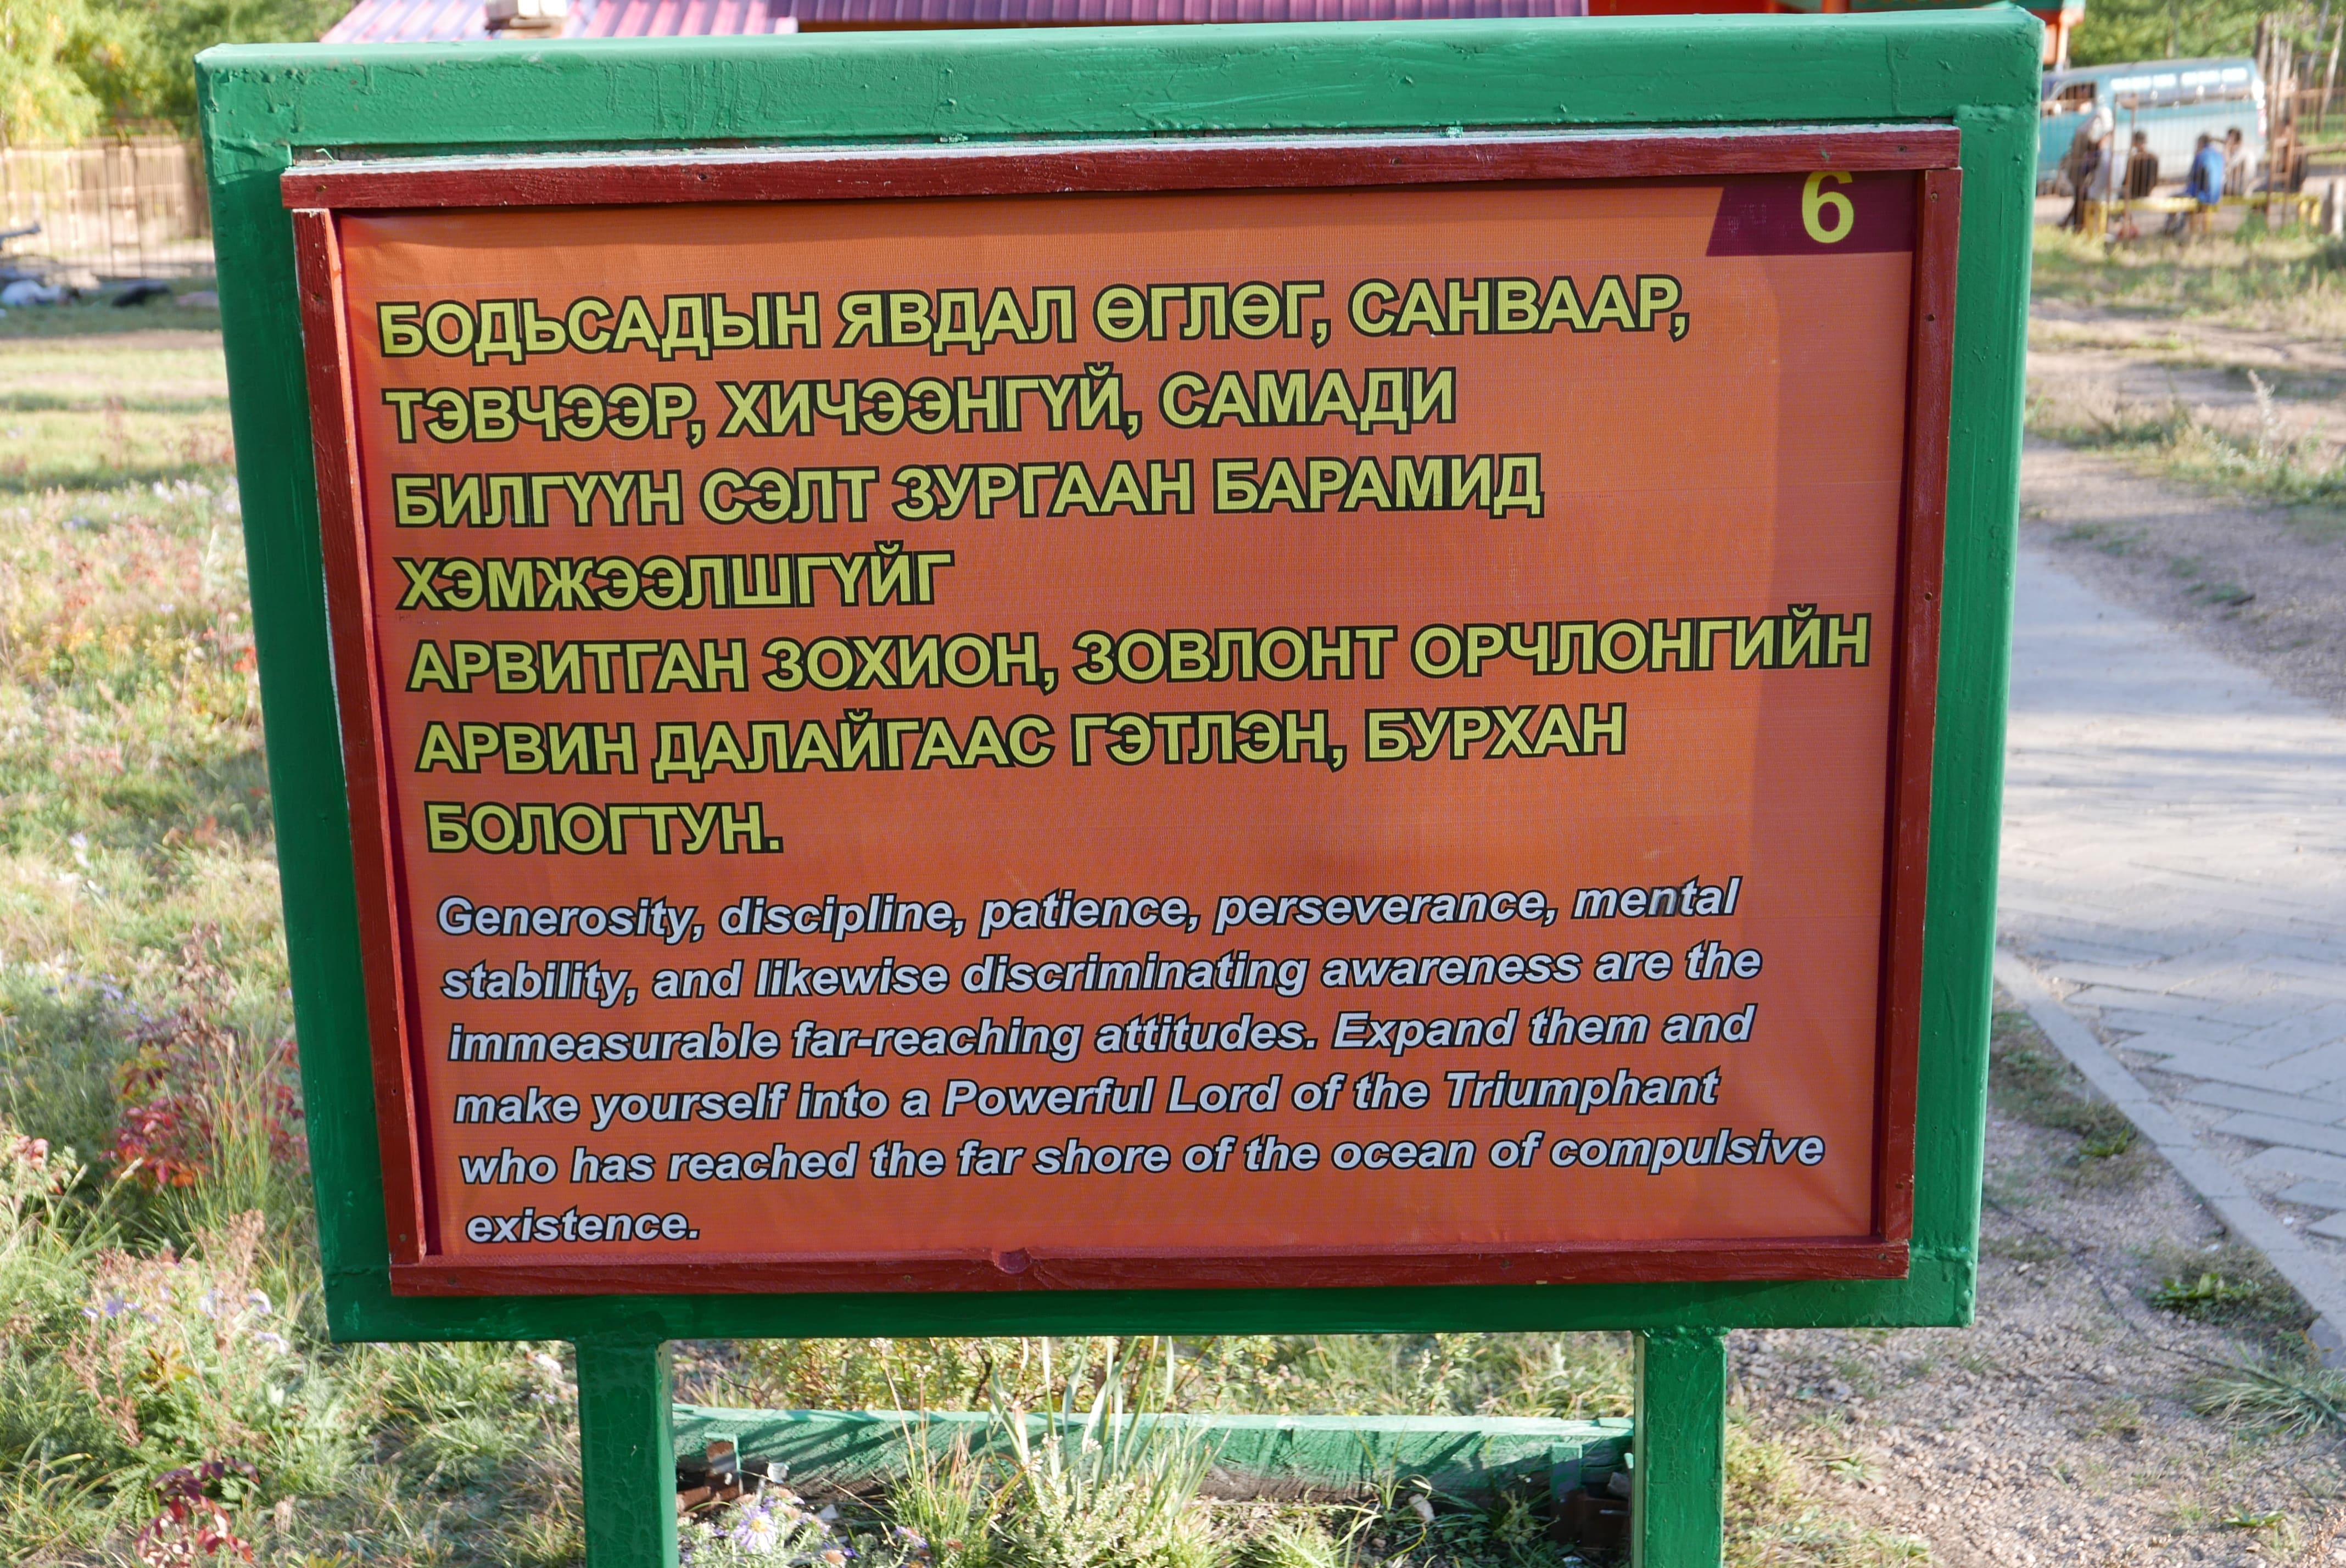 6
БОДЬСАДЫН ЯВДАЛ ӨГЛӨГ, САНВААР,
ТЭВЧЭЭР, ХИЧЭЭНГҮЙ, САМАДИ
БИЛГҮҮН СЭЛТ ЗУРГААН БАРАМИД
ХЭМЖЭЭЛШГҮЙГ
АРВИТГАН ЗОХИОН, ЗОВЛОНТ ОРЧЛОНГИЙН
АРВИН ДАЛАЙГААС ГЭТЛЭН, БУРХАН
БОЛОГТУН.
Generosity, discipline, patience, perseverance, mental
stability, and likewise discriminating awareness are the
immeasurable far-reaching attitudes. Expand them and
make yourself into a Powerful Lord of the Triumphant
who has reached the far shore of the ocean of compulsive
existence.